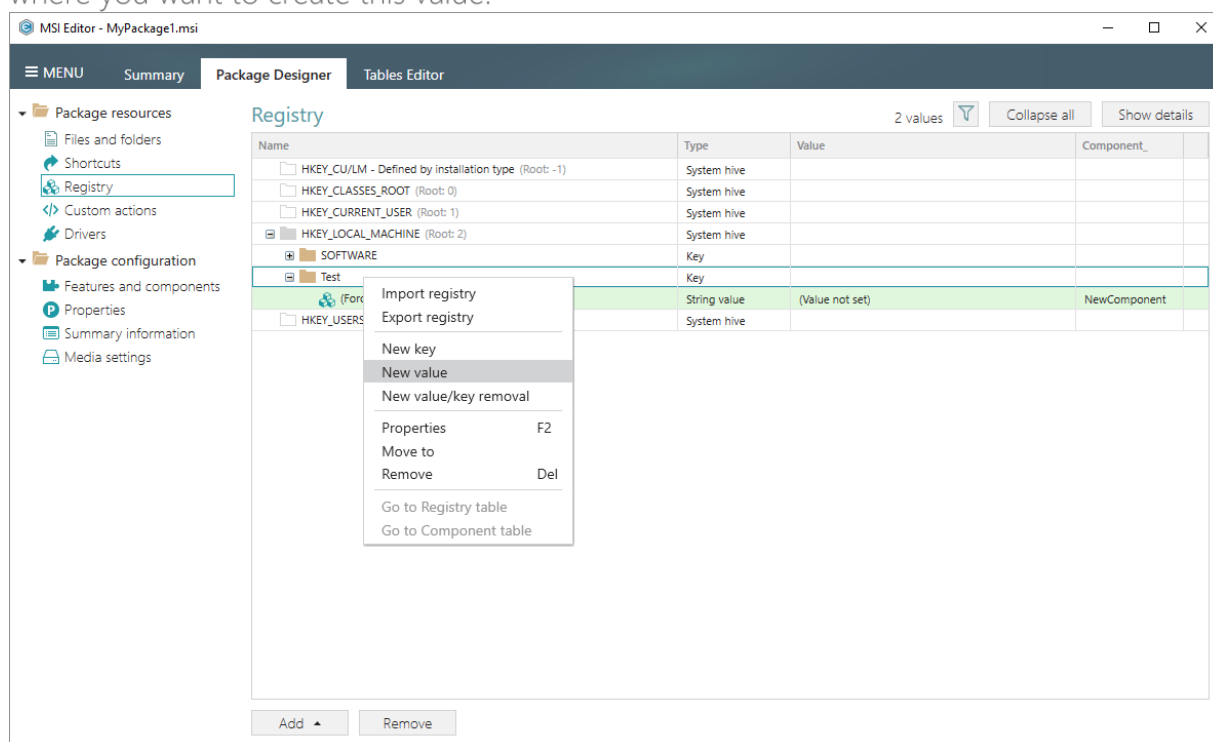 where you want to create this value.
MSI Editor - MyPackage1.msi
MENU Summary Package Designer Tables Editor
Package resources
Files and folders
Shortcuts
Registry
Custom actions
Drivers
Package configuration
Features and components
Properties
Summary information
Media settings
Registry 2 values Collapse all Show details
Name Type Value Component_
HKEY_CU/LM - Defined by installation type (Root: -1) System hive
HKEY_CLASSES_ROOT (Root: 0) System hive
HKEY_CURRENT_USER (Root: 1) System hive
HKEY_LOCAL_MACHINE (Root: 2) System hive
SOFTWARE Key
Test Key
(Forc String value (Value not set) NewComponent
HKEY_USERS System hive
Import registry
Export registry
New key
New value
New value/key removal
Properties F2
Move to
Remove Del
Go to Registry table
Go to Component table
Add Remove